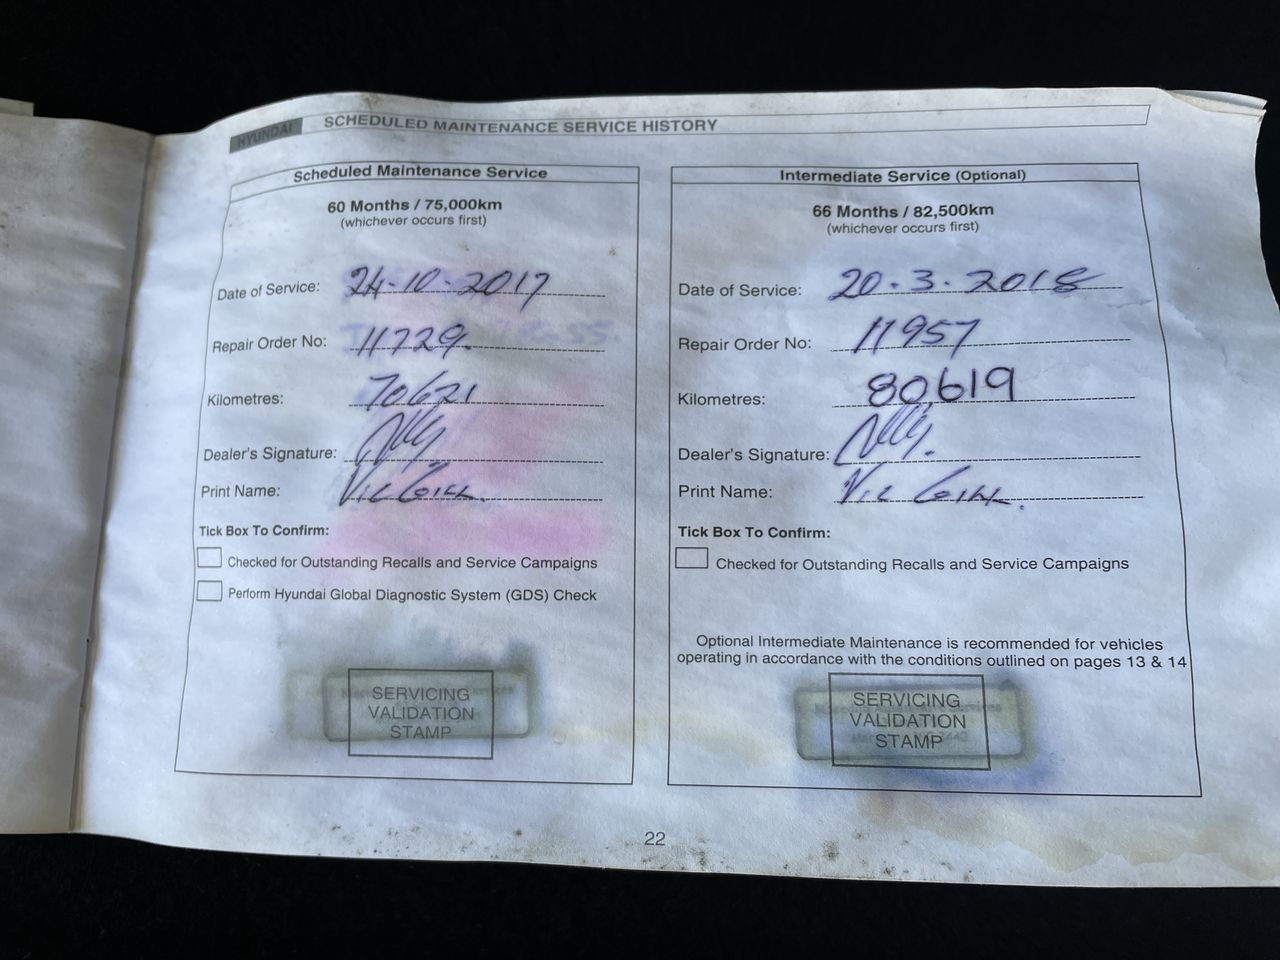 HYUNDAI
SCHEDULED MAINTENANCE SERVICE HISTORY
Scheduled Maintenance Service
60 Months / 75,000km
(whichever occurs first)
Date of Service: 24-10-2017
Repair Order No: 11729.
Kilometres: 70621
Dealer's Signature:
Print Name: Vic
Tick Box To Confirm:
Checked for Outstanding Recalls and Service Campaigns
Perform Hyundai Global Diagnostic System (GDS) Check
SERVICING
VALIDATION
STAMP
Intermediate Service (Optional)
66 Months / 82,500km
(whichever occurs first)
Date of Service: 20.3.2018
Repair Order No: 11957
Kilometres: 80,619
Dealer's Signature:
Print Name: Vic
Tick Box To Confirm:
Checked for Outstanding Recalls and Service Campaigns
Optional Intermediate Maintenance is recommended for vehicles
operating in accordance with the conditions outlined on pages 13 & 14
SERVICING
VALIDATION
STAMP
22